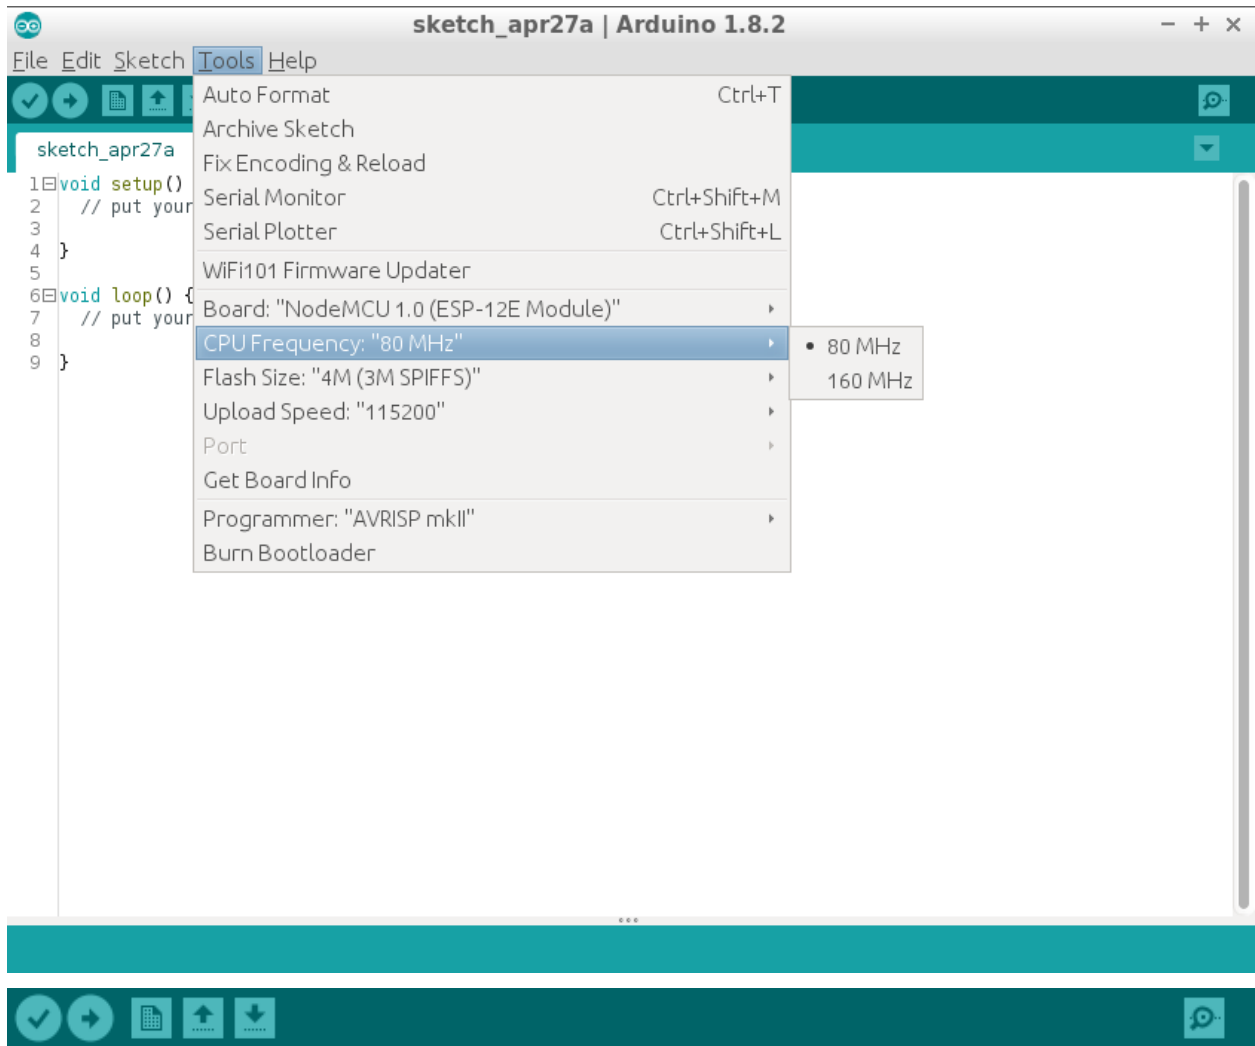 sketch_apr27a | Arduino 1.8.2
File Edit Sketch Tools Help
Auto Format Ctrl+T
Archive Sketch
Fix Encoding & Reload
Serial Monitor Ctrl+Shift+M
Serial Plotter Ctrl+Shift+L
WiFi101 Firmware Updater
Board: "NodeMCU 1.0 (ESP-12E Module)"
CPU Frequency: "80 MHz"
80 MHz
160 MHz
Flash Size: "4M (3M SPIFFS)"
Upload Speed: "115200"
Port
Get Board Info
Programmer: "AVRISP mkII"
Burn Bootloader
sketch_apr27a
1 void setup()
2 // put your
3
4 }
5
6 void loop() {
7 // put your
8
9 }